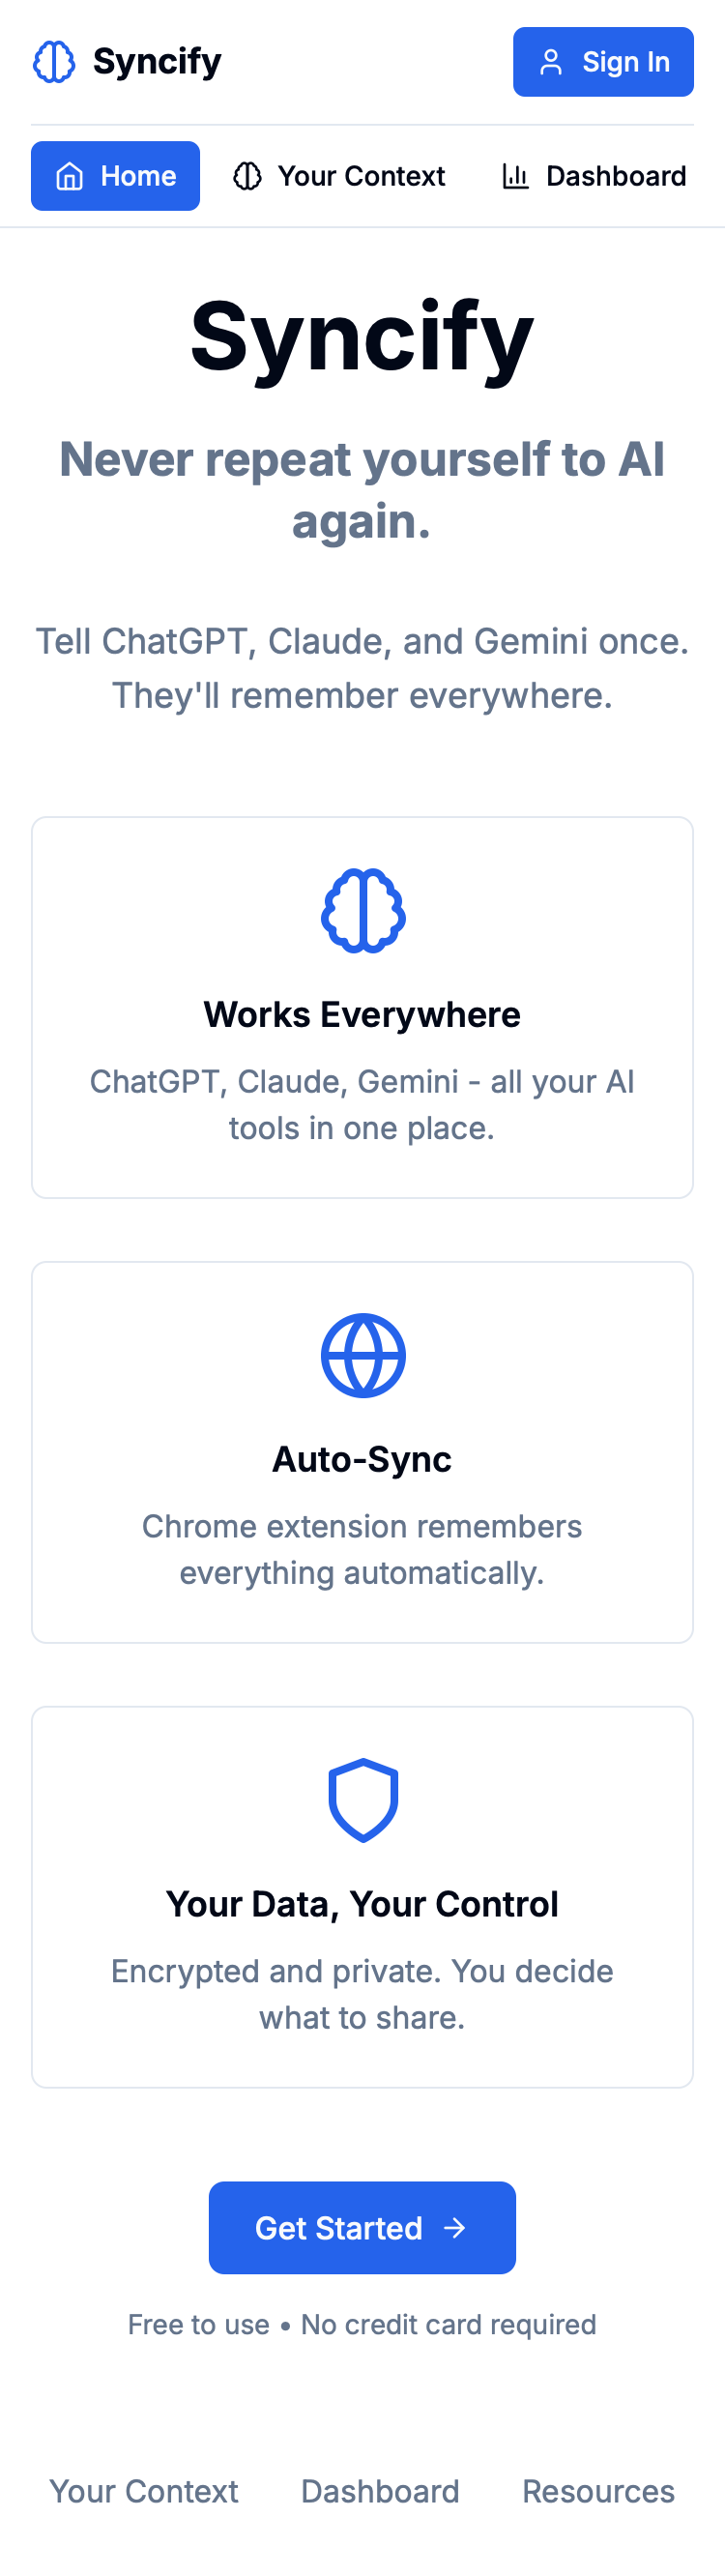 Syncify
Sign In
Home
Your Context
Dashboard
Syncify
Never repeat yourself to AI
again.
Tell ChatGPT, Claude, and Gemini once.
They'll remember everywhere.
Works Everywhere
ChatGPT, Claude, Gemini - all your AI
tools in one place.
Auto-Sync
Chrome extension remembers
everything automatically.
Your Data, Your Control
Encrypted and private. You decide
what to share.
Get Started
Free to use • No credit card required
Your Context
Dashboard
Resources